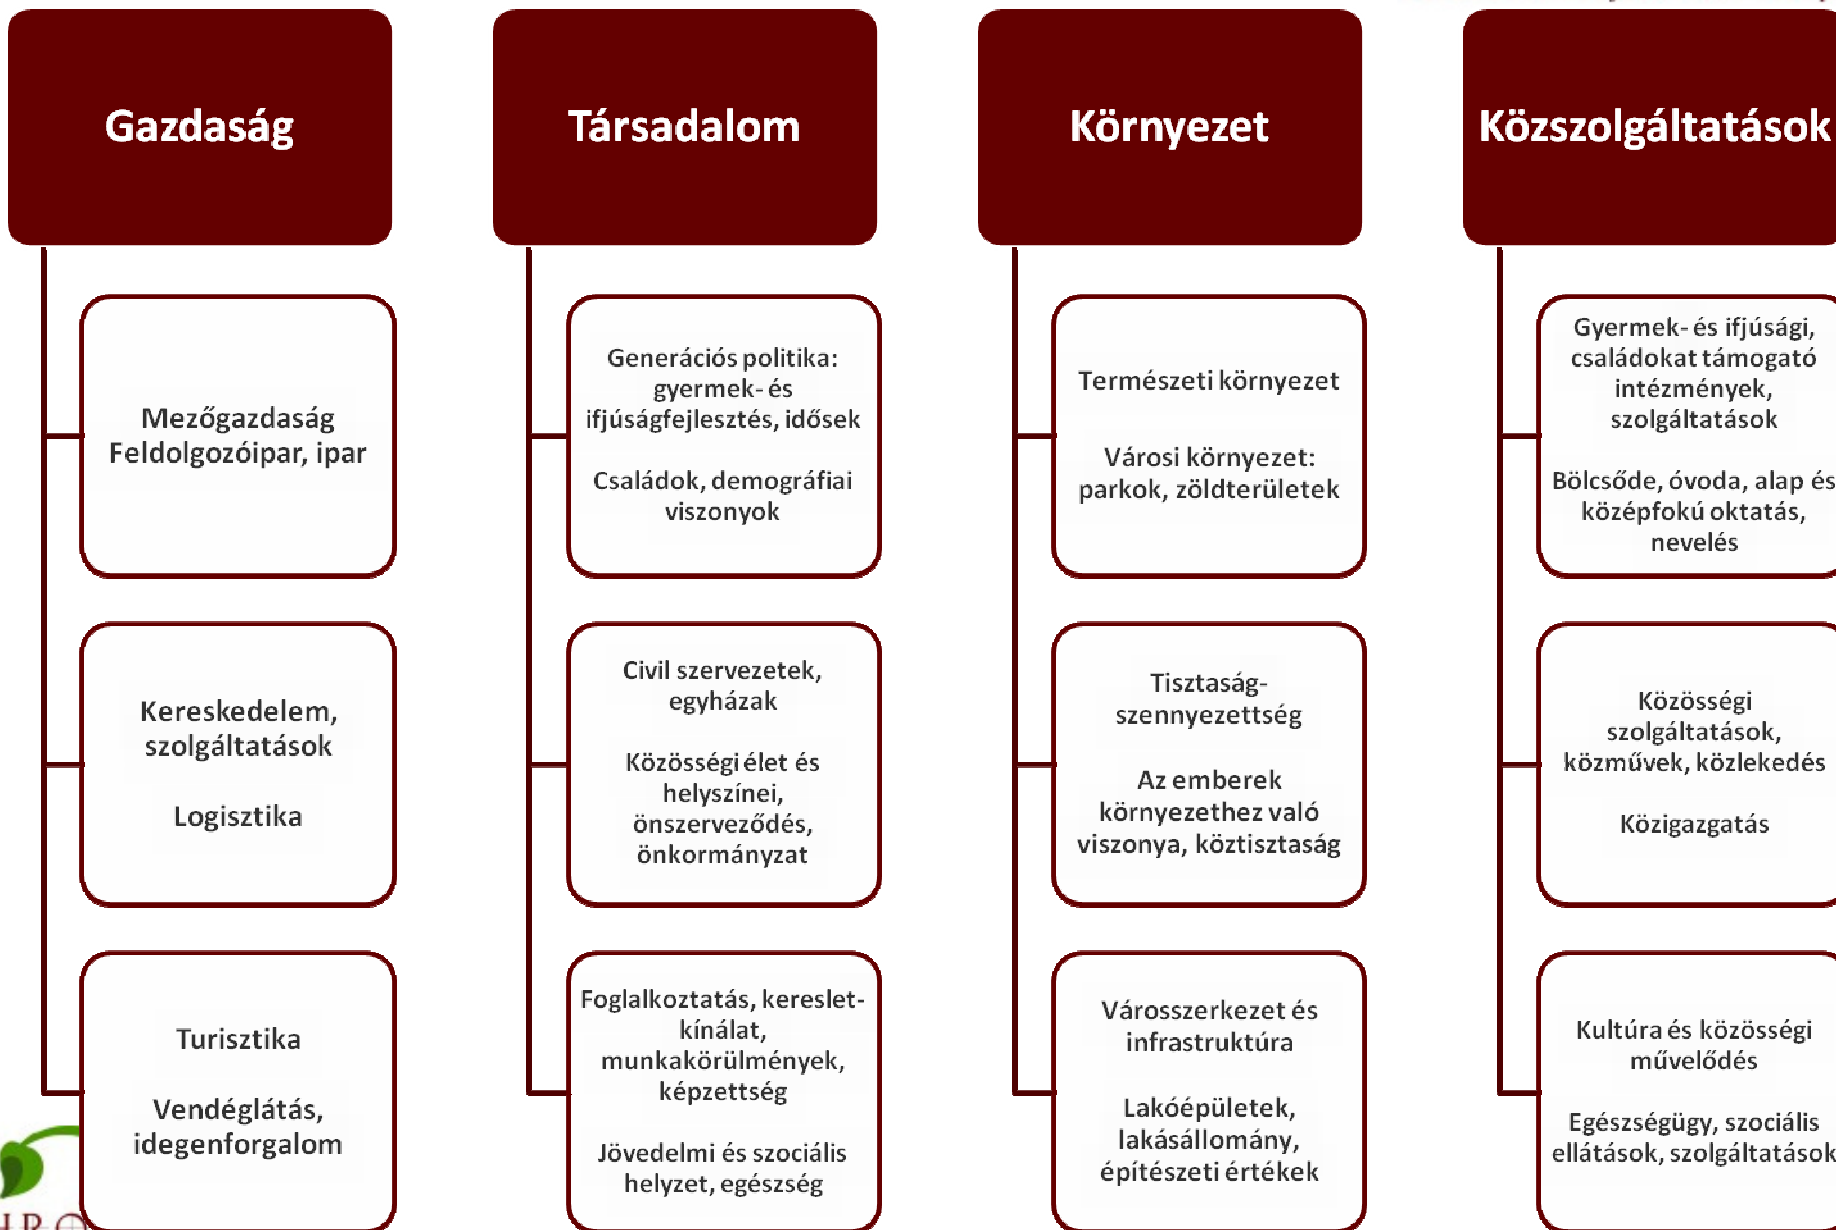 Gazdaság
Mezőgazdaság
Feldolgozóipar, ipar
Kereskedelem,
szolgáltatások
Logisztika
Turisztika
Vendéglátás,
idegenforgalom
Társadalom
Generációs politika:
gyermek- és
ifjúságfejlesztés, idősek
Családok, demográfiai
viszonyok
Civil szervezetek,
egyházak
Közösségi élet és
helyszínei,
önszerveződés,
önkormányzat
Foglalkoztatás, kereslet-
kínálat,
munkakörülmények,
képzettség
Jövedelmi és szociális
helyzet, egészség
Környezet
Természeti környezet
Városi környezet:
parkok, zöldterületek
Tisztaság-
szennyezettség
Az emberek
környezethez való
viszonya, köztisztaság
Városszerkezet és
infrastruktúra
Lakóépületek,
lakásállomány,
építészeti értékek
Közszolgáltatások
Gyermek- és ifjúsági,
családokat támogató
intézmények,
szolgáltatások
Bölcsőde, óvoda, alap és
középfokú oktatás,
nevelés
Közösségi
szolgáltatások,
közművek, közlekedés
Közigazgatás
Kultúra és közösségi
művelődés
Egészségügy, szociális
ellátások, szolgáltatások